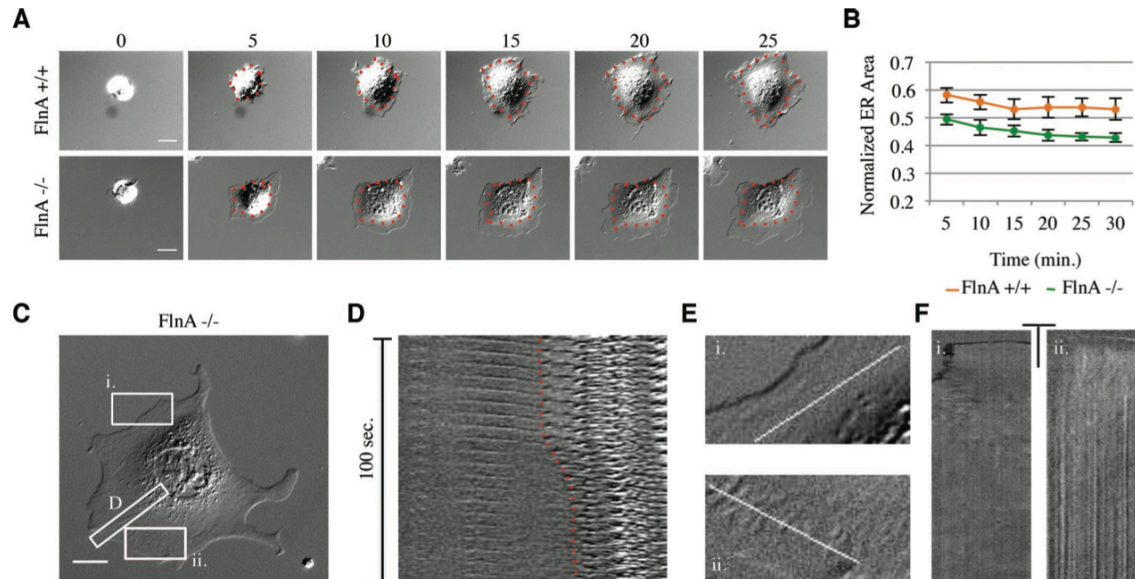 A
0 5 10 15 20 25
FlnA +/+
FlnA -/-
B
Normalized ER Area
0.7
0.6
0.5
0.4
0.3
0.2
5 10 15 20 25 30
Time (min.)
FlnA +/+ FlnA -/-
C
FlnA -/-
i.
D
ii.
D
100 sec.
E
i.
ii.
F
i.
ii.